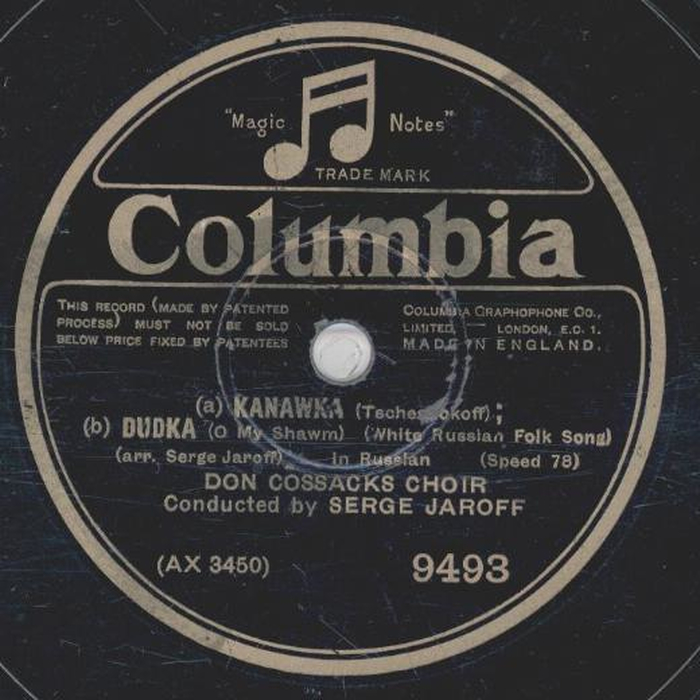 "Magic Notes"
TRADE MARK
Columbia
THIS RECORD (MADE BY PATENTED
PROCESS) MUST NOT BE SOLD
BELOW PRICE FIXED BY PATENTEES
COLUMBIA GRAPHOPHONE CO.,
LIMITED, — LONDON, E.C. 1.
MADE IN ENGLAND.
(a) KANAWKA ;
(b) DUDKA (O My Shawm) (White Russian Folk Song)
(arr. Serge Jaroff) In Russian (Speed 78)
DON COSSACKS CHOIR
Conducted by SERGE JAROFF
(AX 3450) 9493